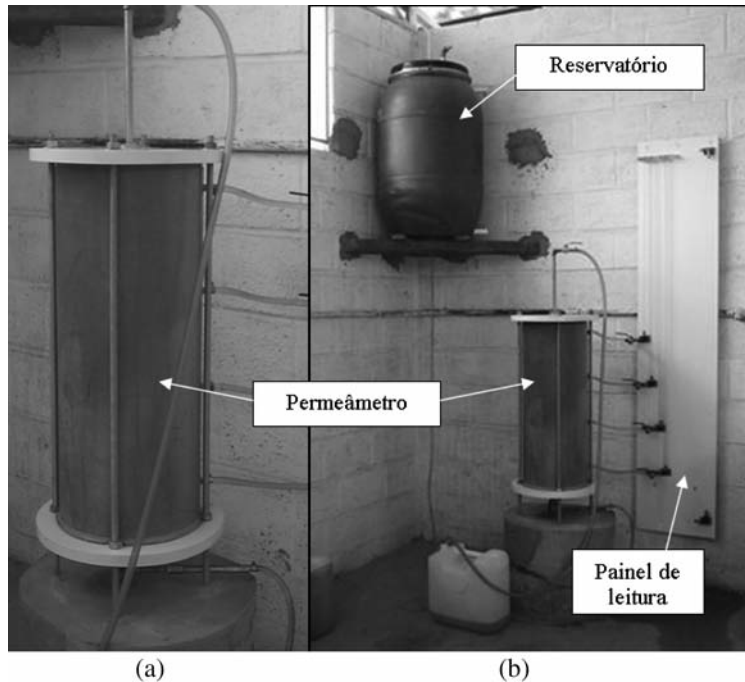 Reservatório
Permeâmetro
Painel de
leitura
(a)
(b)